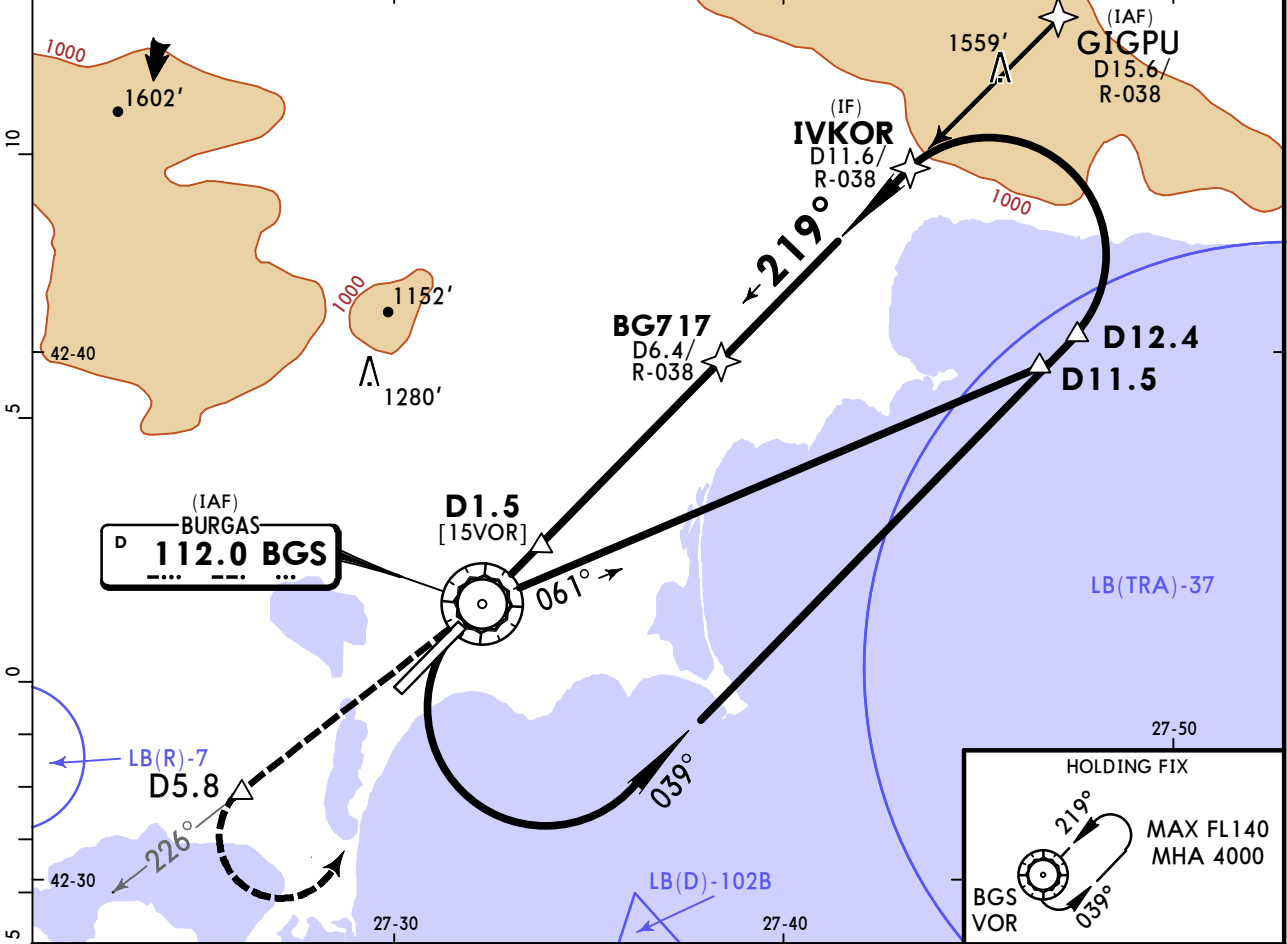 (IAF)
GIGPU
D15.6/
R-038
1559'
1000
1602'
(IF)
IVKOR
D11.6/
R-038
10
1000
219°
1000
1152'
BG717
D6.4/
R-038
D12.4
42-40
D11.5
1280'
5
(IAF)
BURGAS
D 112.0 BGS
D1.5
[15VOR]
061°
LB(TRA)-37
0
27-50
LB(R)-7
D5.8
039°
226°
HOLDING FIX
219°
MAX FL140
MHA 4000
BGS
VOR
039°
42-30
LB(D)-102B
27-30
27-40
5